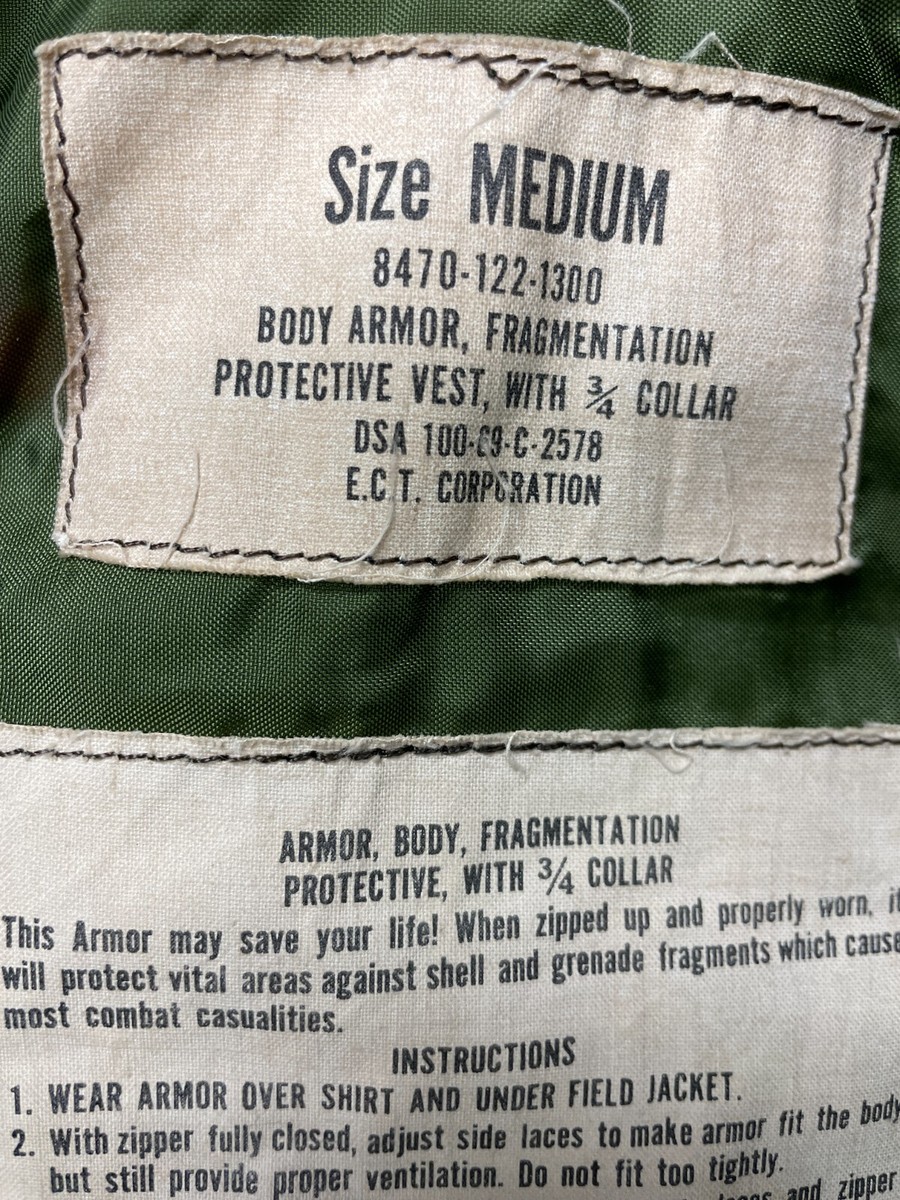 Size MEDIUM
8470-122-1300
BODY ARMOR, FRAGMENTATION
PROTECTIVE VEST, WITH ¾ COLLAR
DSA 100-69-C-2578
E.C.T. CORPORATION
ARMOR, BODY, FRAGMENTATION
PROTECTIVE, WITH ¾ COLLAR
This Armor may save your life! When zipped up and properly worn, it
will protect vital areas against shell and grenade fragments which cause
most combat casualities.
INSTRUCTIONS
1. WEAR ARMOR OVER SHIRT AND UNDER FIELD JACKET.
2. With zipper fully closed, adjust side laces to make armor fit the body
but still provide proper ventilation. Do not fit too tightly.
and zipper